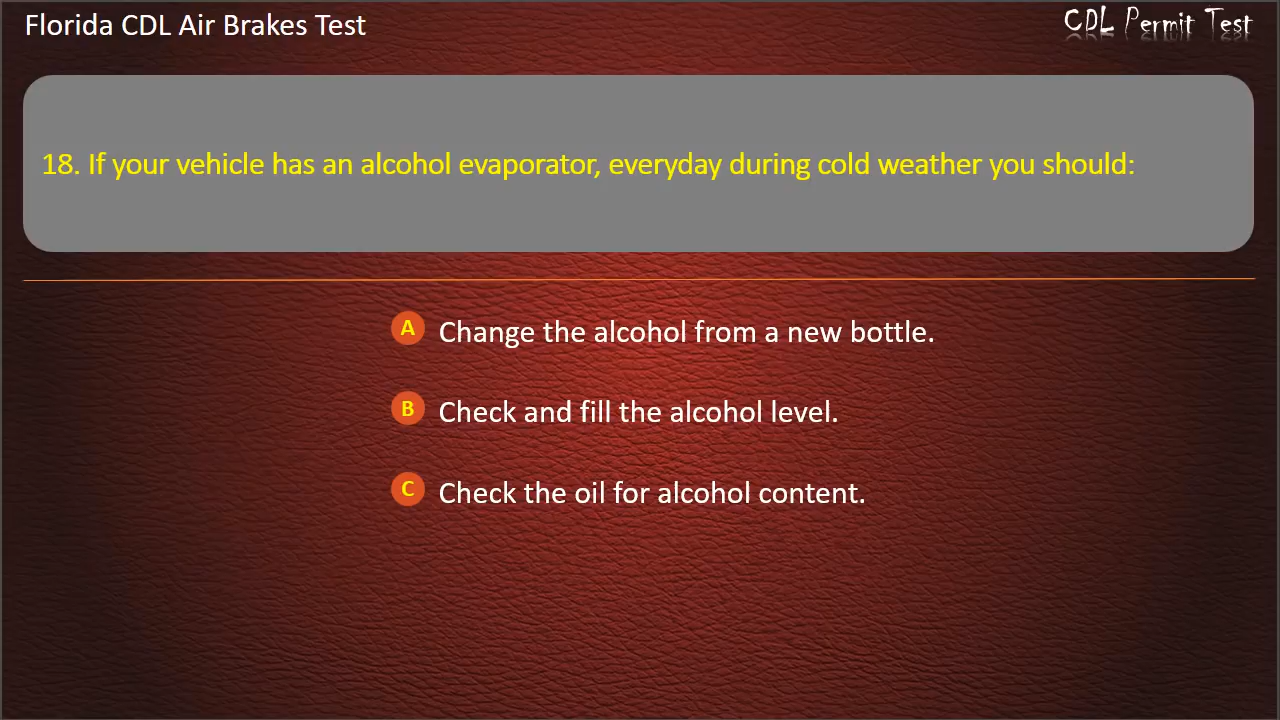 Florida CDL Air Brakes Test
CDL Permit Test
18. If your vehicle has an alcohol evaporator, everyday during cold weather you should:
A Change the alcohol from a new bottle.
B Check and fill the alcohol level.
C Check the oil for alcohol content.